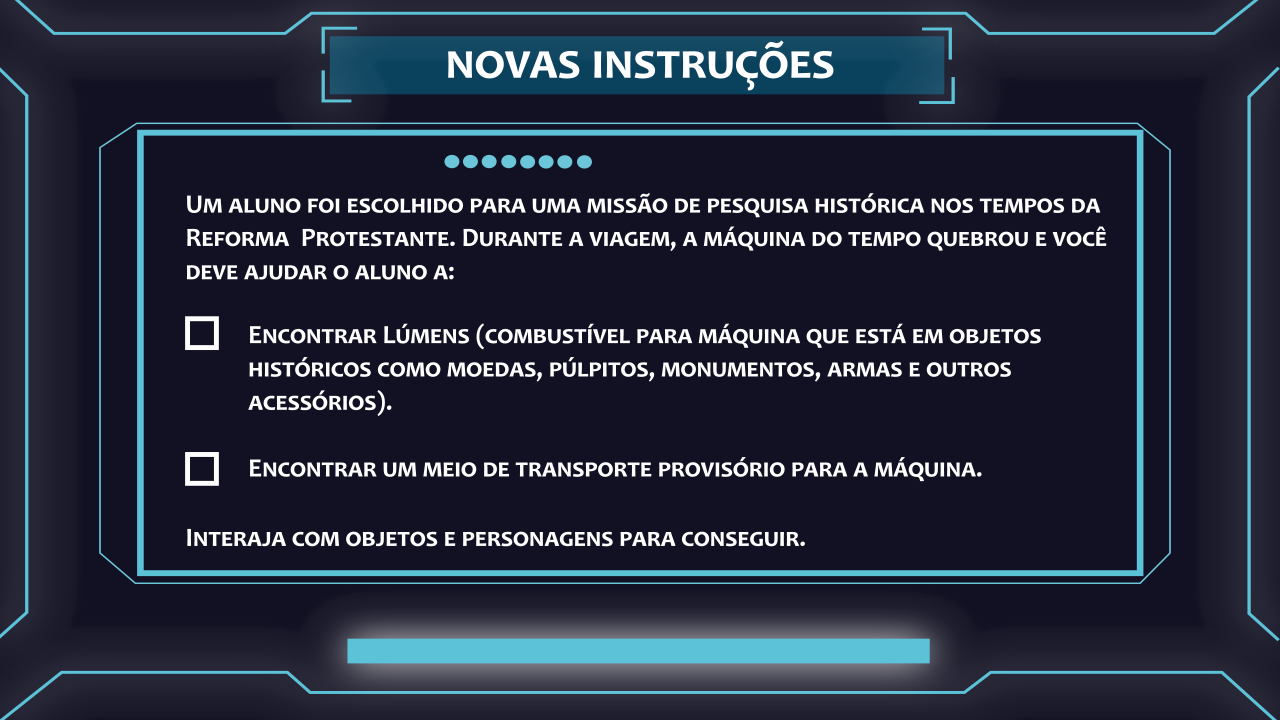 NOVAS INSTRUÇÕES
Um aluno foi escolhido para uma missão de pesquisa histórica nos tempos da
Reforma Protestante. Durante a viagem, a máquina do tempo quebrou e você
deve ajudar o aluno a:
Encontrar Lúmens (combustível para máquina que está em objetos
históricos como moedas, púlpitos, monumentos, armas e outros
acessórios).
Encontrar um meio de transporte provisório para a máquina.
Interaja com objetos e personagens para conseguir.